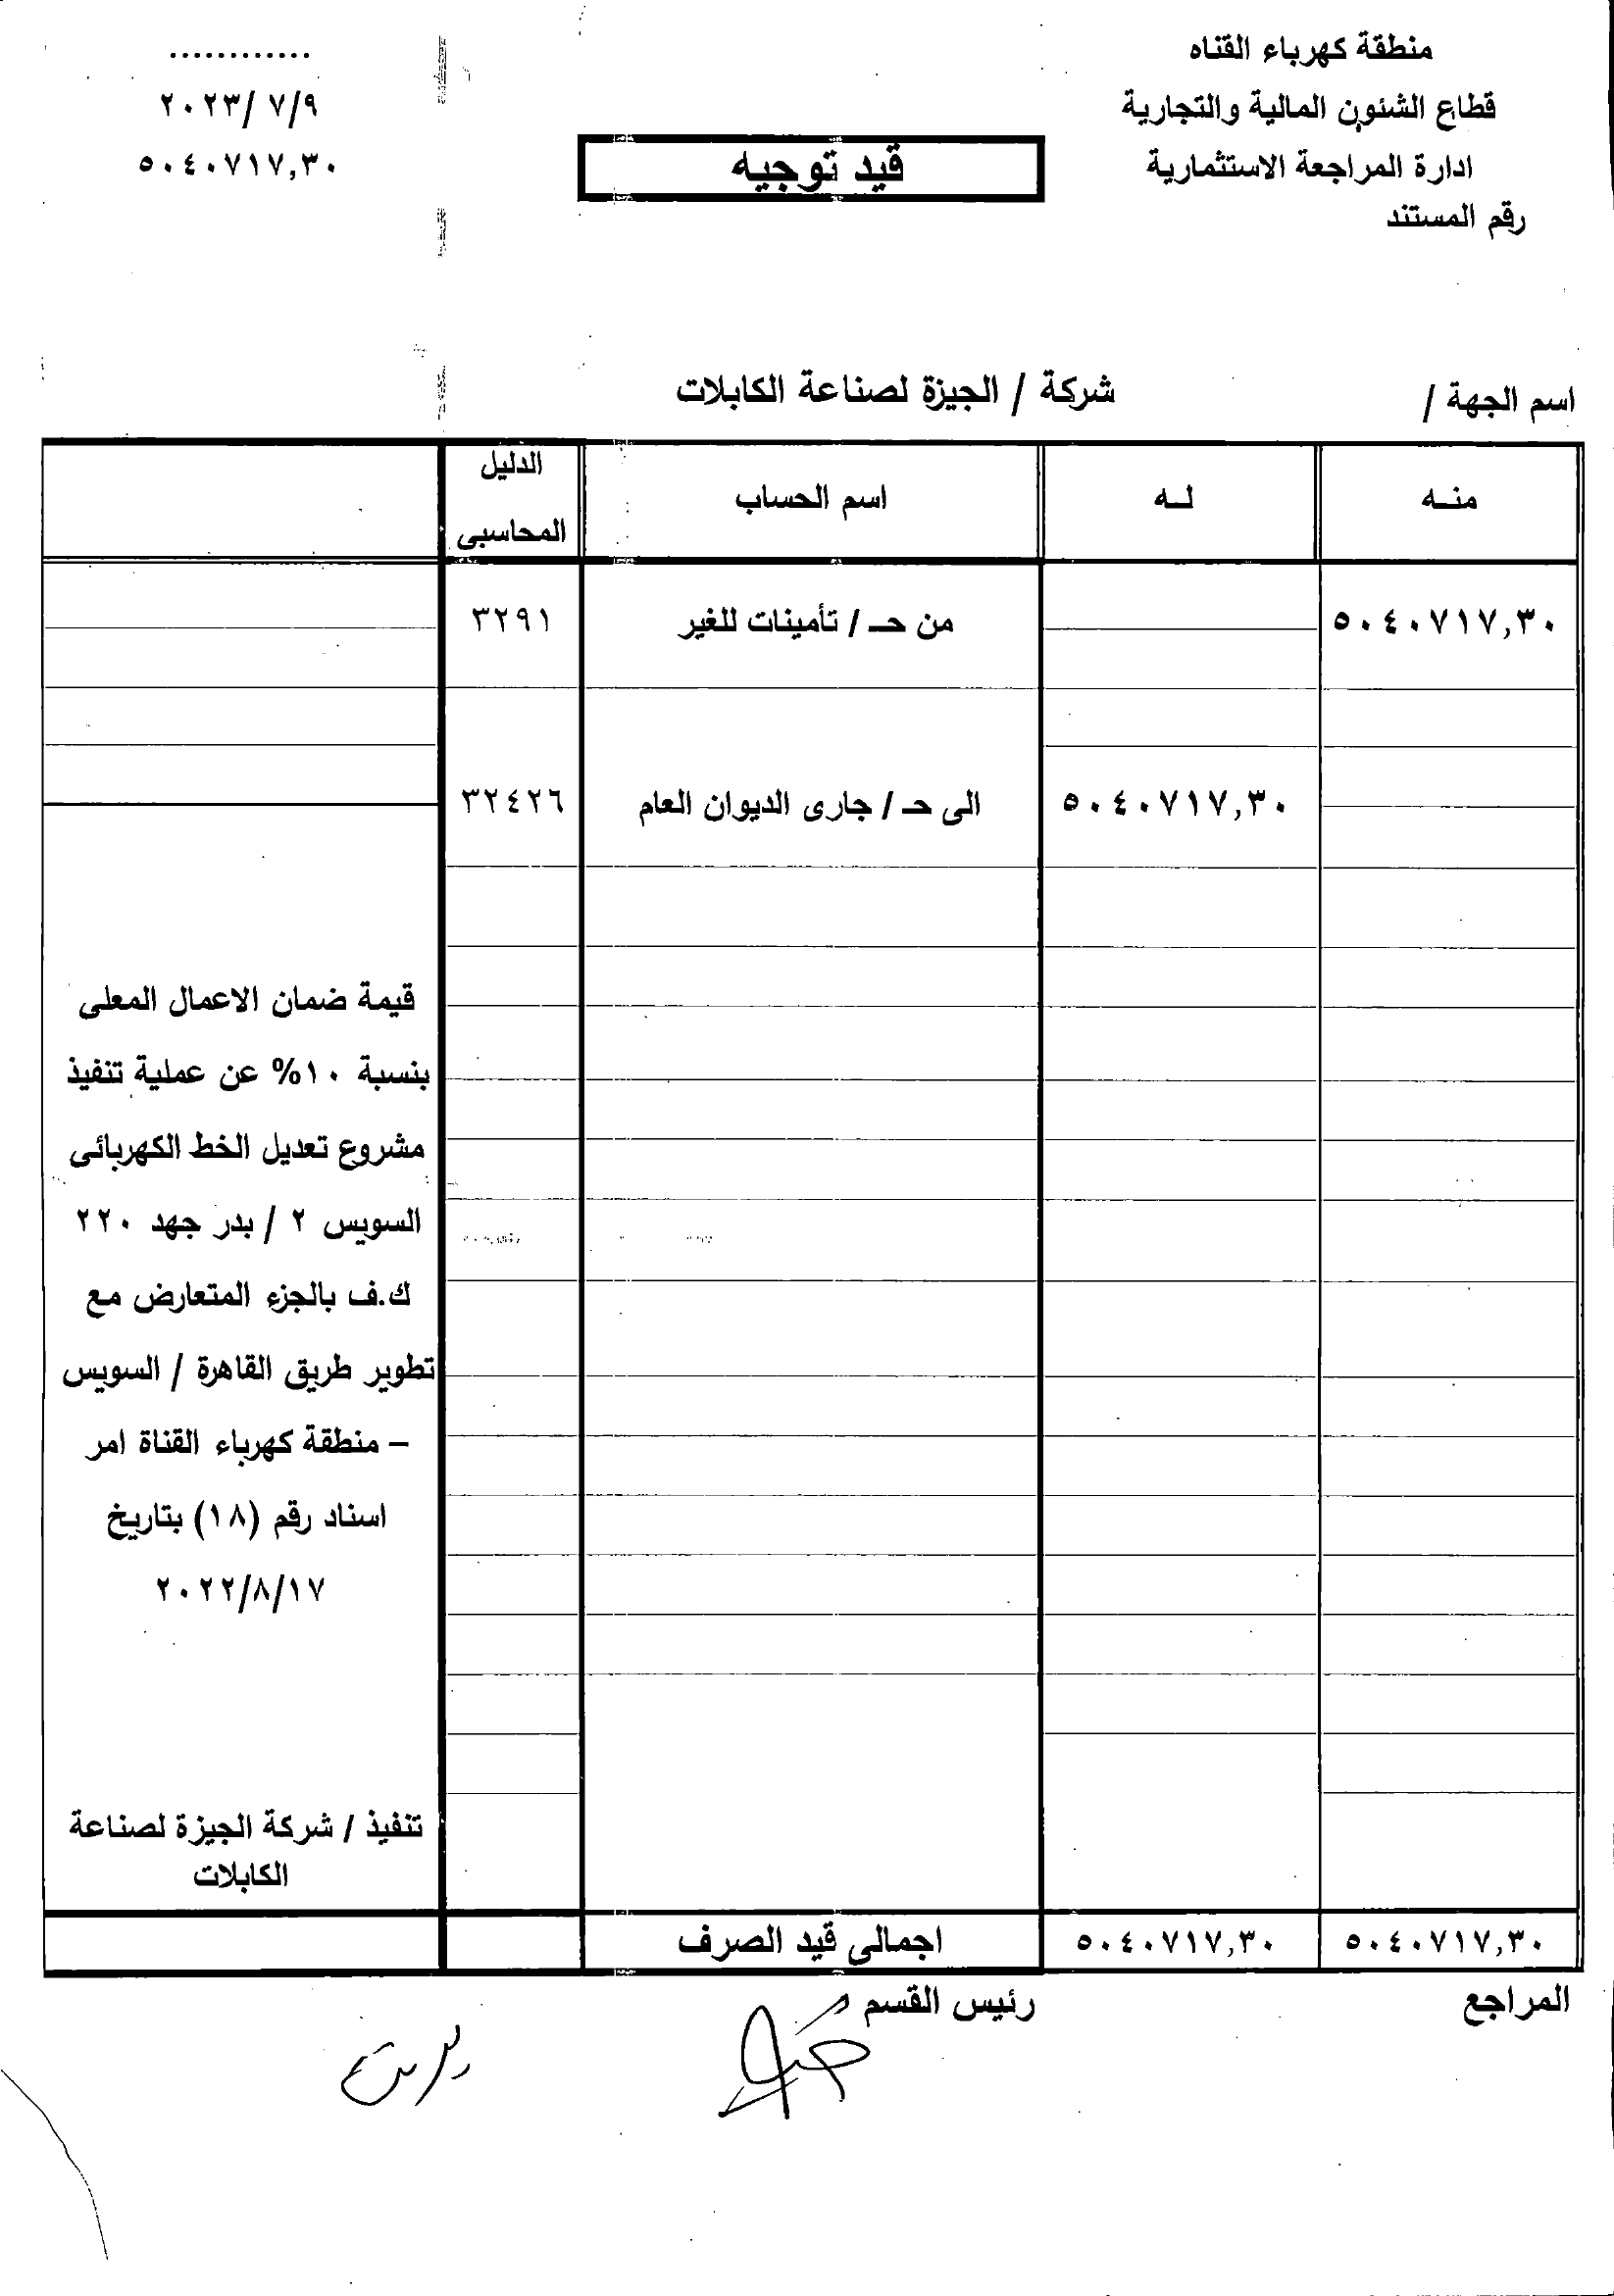 منطقة كهرباء القناه
قطاع الشئون المالية والتجارية
ادارة المراجعة الاستثمارية
رقم المستند
............
٢٠٢٣/ ٧/٩
٥٠٤٠٧١٧,٣٠
قيد توجيه
اسم الجهة /
شركة / الجيزة لصناعة الكابلات
منـه
لـه
اسم الحساب
الدليل
المحاسبى
٥٠٤٠٧١٧,٣٠
من حـ / تأمينات للغير
٣٢٩١
٥٠٤٠٧١٧,٣٠
الى حـ / جارى الديوان العام
٣٢٤٢٦
قيمة ضمان الاعمال المعلى
بنسبة ١٠% عن عملية تنفيذ
مشروع تعديل الخط الكهربائى
السويس ٢ / بدر جهد ٢٢٠
ك.ف بالجزء المتعارض مع
تطوير طريق القاهرة / السويس
– منطقة كهرباء القناة امر
اسناد رقم (١٨) بتاريخ
٢٠٢٢/٨/١٧
تنفيذ / شركة الجيزة لصناعة
الكابلات
٥٠٤٠٧١٧,٣٠
٥٠٤٠٧١٧,٣٠
اجمالى قيد الصرف
المراجع
رئيس القسم